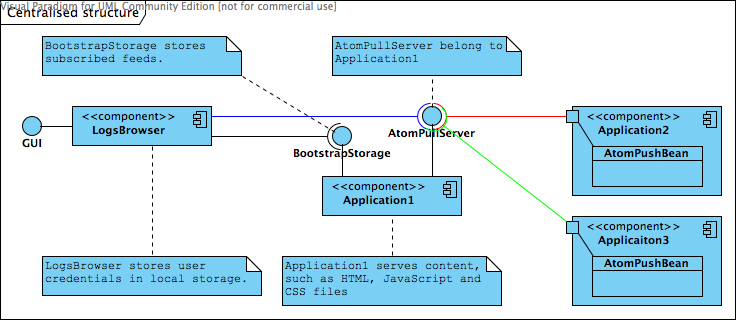 Visual Paradigm for UML Community Edition [not for commercial use]
Centralised structure
BootstrapStorage stores
subscribed feeds.
AtomPullServer belong to
Application1
<<component>>
LogsBrowser
GUI
BootstrapStorage
AtomPullServer
<<component>>
Application2
AtomPushBean
<<component>>
Application1
<<component>>
Applicaiton3
AtomPushBean
LogsBrowser stores user
credentials in local storage.
Application1 serves content,
such as HTML, JavaScript and
CSS files